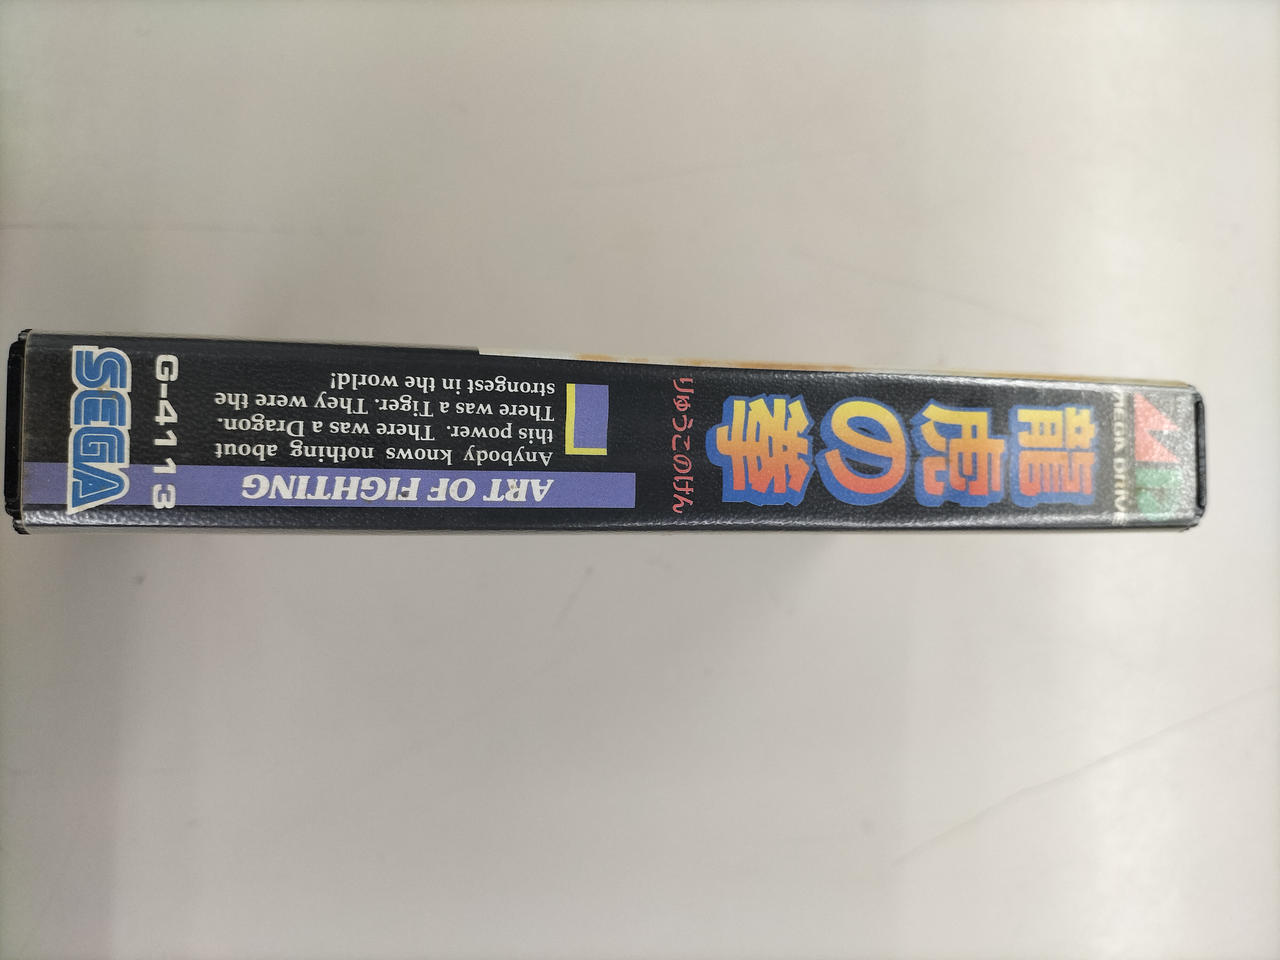 MD
MEGA DRIVE
龍虎の拳
りゅうこのけん
ART OF FIGHTING
Anybody knows nothing about
this power. There was a Dragon.
There was a Tiger. They were the
strongest in the world!
G-4113
SEGA